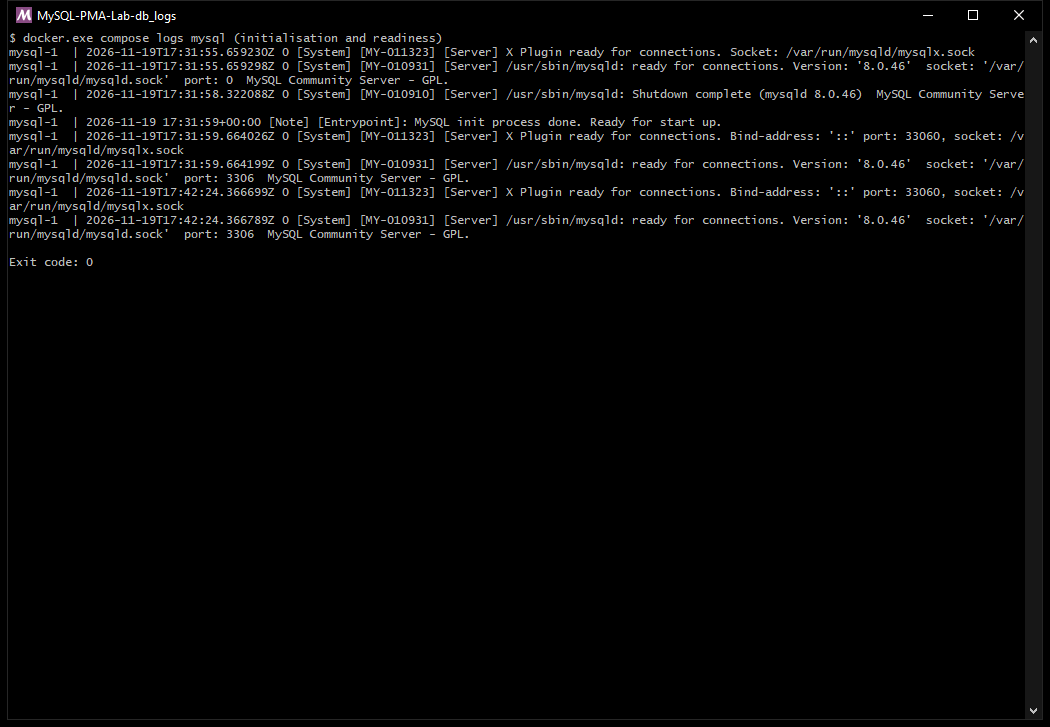 MySQL-PMA-Lab-db_logs
$ docker.exe compose logs mysql (initialisation and readiness)
mysql-1  | 2026-11-19T17:31:55.659230Z 0 [System] [MY-011323] [Server] X Plugin ready for connections. Socket: /var/run/mysqld/mysqlx.sock
mysql-1  | 2026-11-19T17:31:55.659298Z 0 [System] [MY-010931] [Server] /usr/sbin/mysqld: ready for connections. Version: '8.0.46'  socket: '/var/
run/mysqld/mysqld.sock'  port: 0  MySQL Community Server - GPL.
mysql-1  | 2026-11-19T17:31:58.322088Z 0 [System] [MY-010910] [Server] /usr/sbin/mysqld: Shutdown complete (mysqld 8.0.46)  MySQL Community Serve
r - GPL.
mysql-1  | 2026-11-19 17:31:59+00:00 [Note] [Entrypoint]: MySQL init process done. Ready for start up.
mysql-1  | 2026-11-19T17:31:59.664026Z 0 [System] [MY-011323] [Server] X Plugin ready for connections. Bind-address: '::' port: 33060, socket: /v
ar/run/mysqld/mysqlx.sock
mysql-1  | 2026-11-19T17:31:59.664199Z 0 [System] [MY-010931] [Server] /usr/sbin/mysqld: ready for connections. Version: '8.0.46'  socket: '/var/
run/mysqld/mysqld.sock'  port: 3306  MySQL Community Server - GPL.
mysql-1  | 2026-11-19T17:42:24.366699Z 0 [System] [MY-011323] [Server] X Plugin ready for connections. Bind-address: '::' port: 33060, socket: /v
ar/run/mysqld/mysqlx.sock
mysql-1  | 2026-11-19T17:42:24.366789Z 0 [System] [MY-010931] [Server] /usr/sbin/mysqld: ready for connections. Version: '8.0.46'  socket: '/var/
run/mysqld/mysqld.sock'  port: 3306  MySQL Community Server - GPL.
Exit code: 0